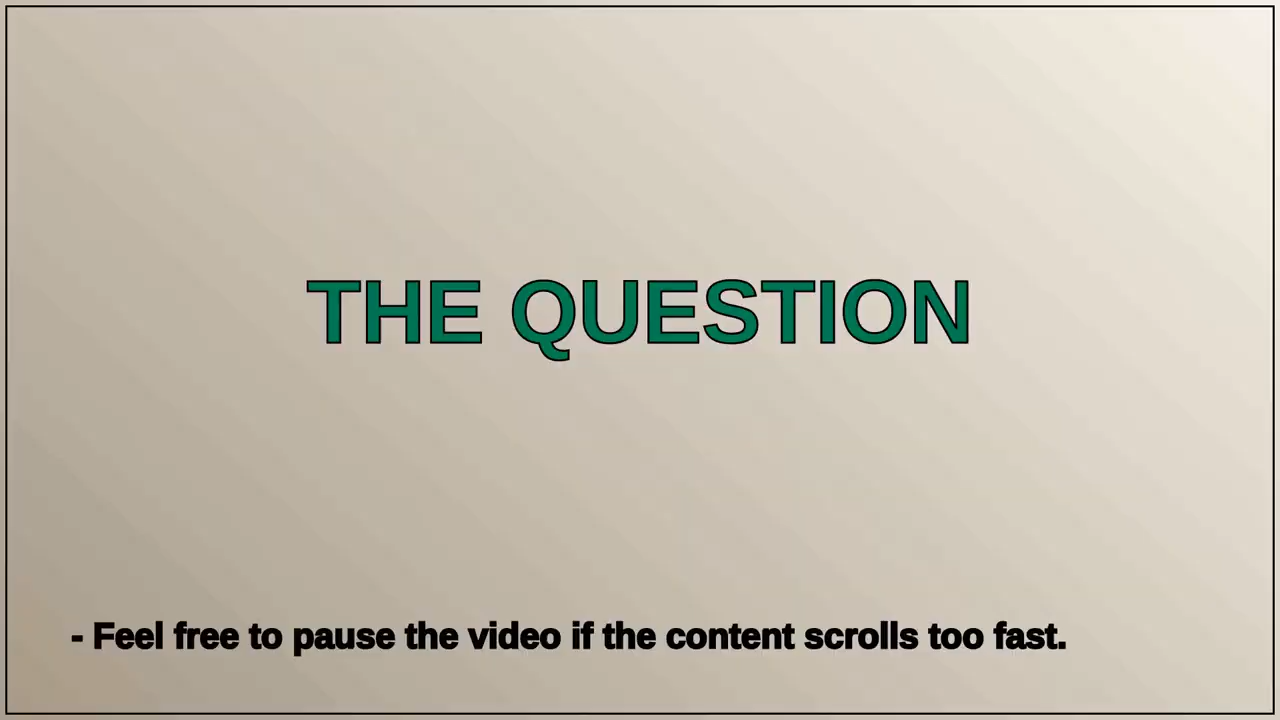 THE QUESTION
- Feel free to pause the video if the content scrolls too fast.